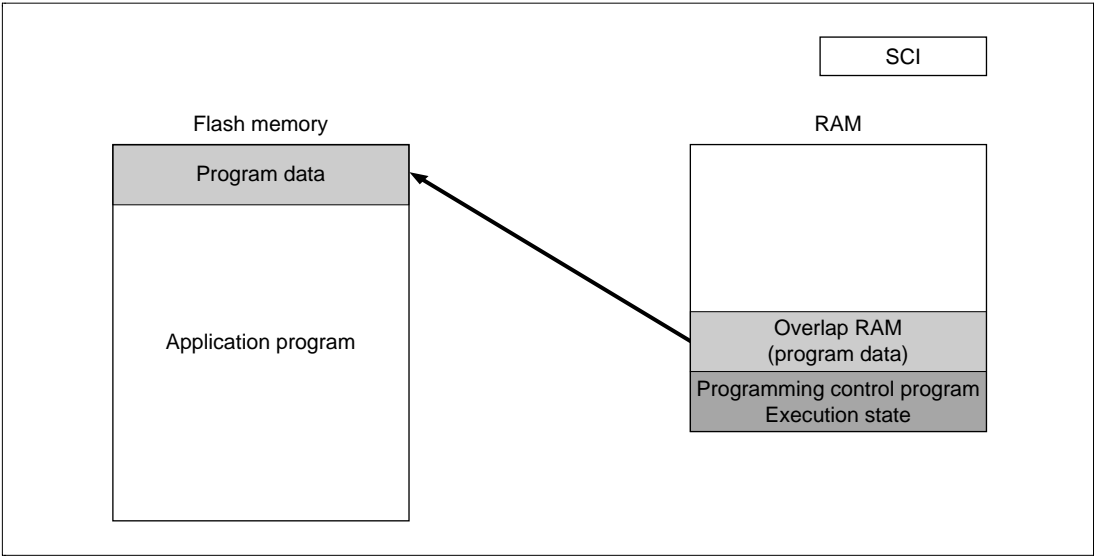 SCI
Flash memory
RAM
Program data
Application program
Overlap RAM
(program data)
Programming control program
Execution state